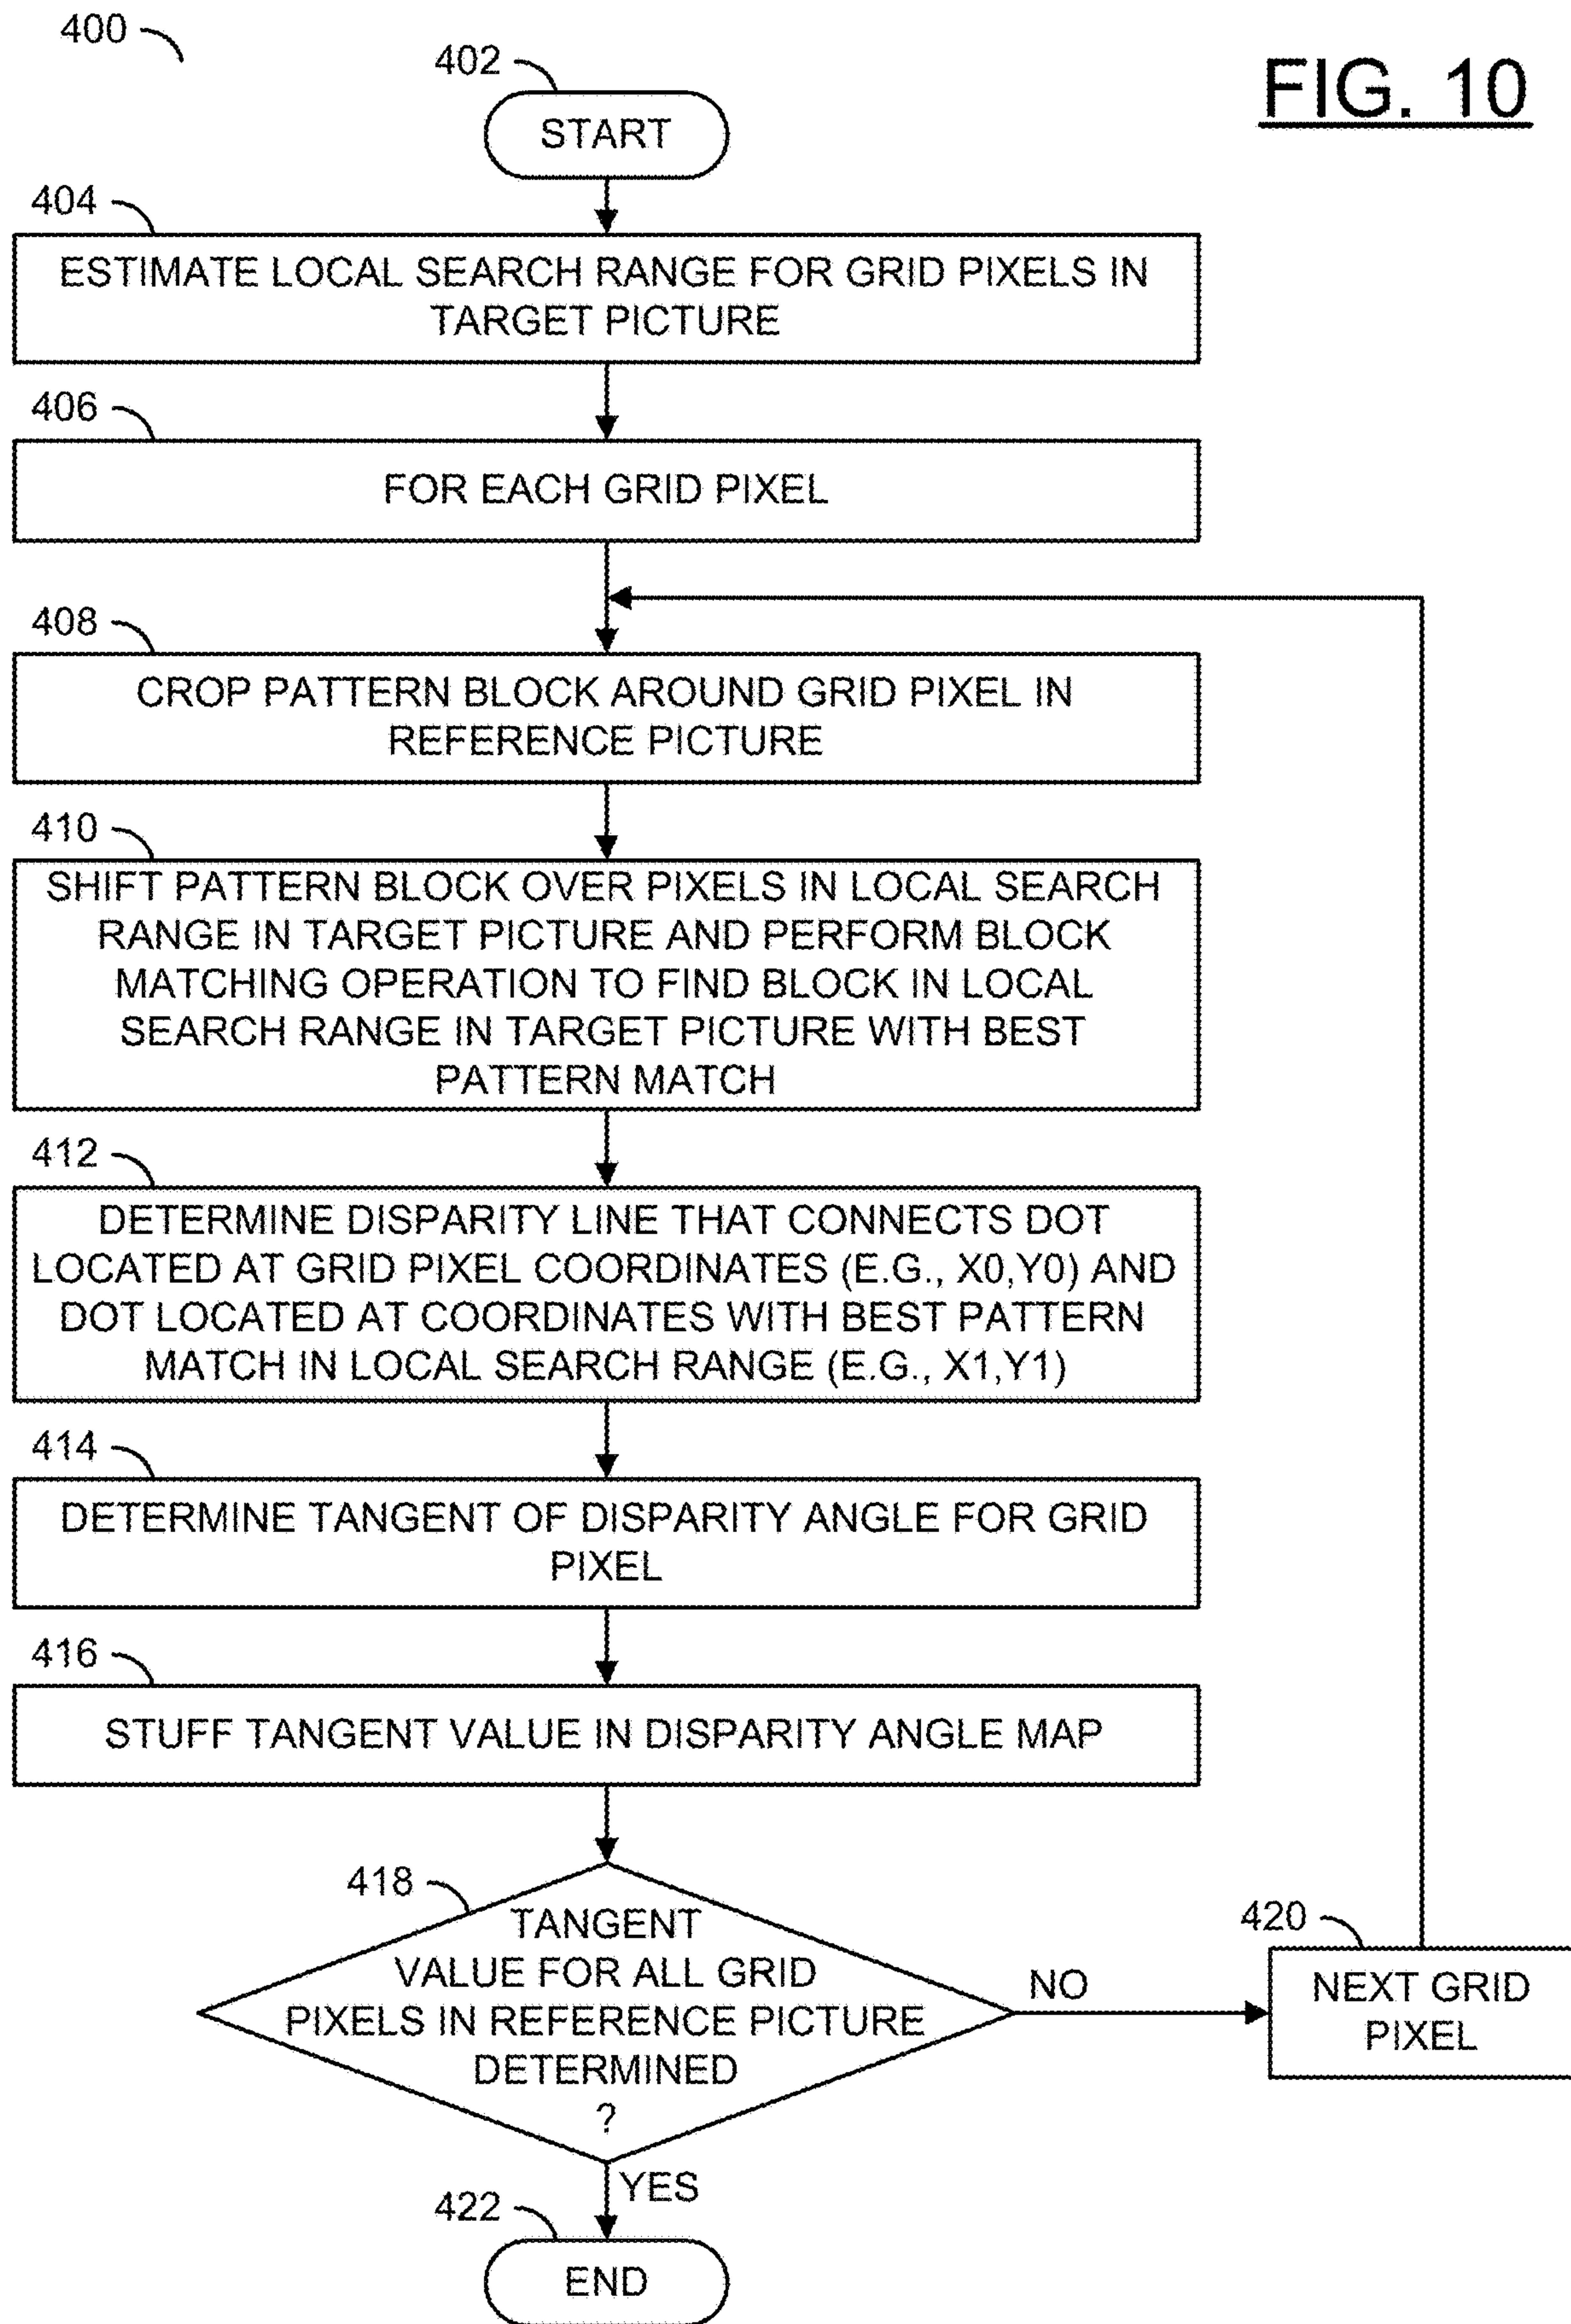 400
402
FIG. 10
START
404
ESTIMATE LOCAL SEARCH RANGE FOR GRID PIXELS IN
TARGET PICTURE
406
FOR EACH GRID PIXEL
408
CROP PATTERN BLOCK AROUND GRID PIXEL IN
REFERENCE PICTURE
410
SHIFT PATTERN BLOCK OVER PIXELS IN LOCAL SEARCH
RANGE IN TARGET PICTURE AND PERFORM BLOCK
MATCHING OPERATION TO FIND BLOCK IN LOCAL
SEARCH RANGE IN TARGET PICTURE WITH BEST
PATTERN MATCH
412
DETERMINE DISPARITY LINE THAT CONNECTS DOT
LOCATED AT GRID PIXEL COORDINATES (E.G., X0,Y0) AND
DOT LOCATED AT COORDINATES WITH BEST PATTERN
MATCH IN LOCAL SEARCH RANGE (E.G., X1,Y1)
414
DETERMINE TANGENT OF DISPARITY ANGLE FOR GRID
PIXEL
416
STUFF TANGENT VALUE IN DISPARITY ANGLE MAP
418
TANGENT
VALUE FOR ALL GRID
PIXELS IN REFERENCE PICTURE
DETERMINED
?
NO
420
NEXT GRID
PIXEL
YES
422
END